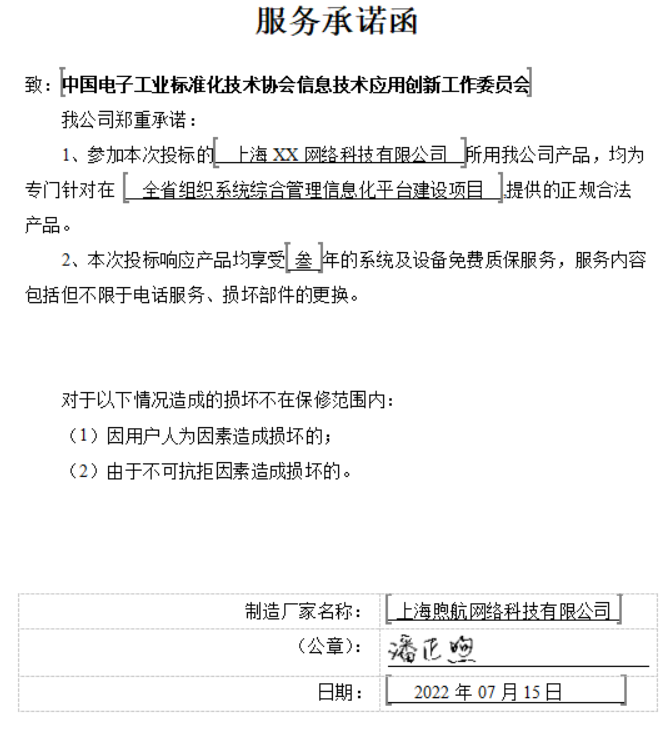 服务承诺函
致：中国电子工业标准化技术协会信息技术应用创新工作委员会
我公司郑重承诺：
1、参加本次投标的 上海 XX 网络科技有限公司 所用我公司产品，均为
专门针对在 全省组织系统综合管理信息化平台建设项目 提供的正规合法
产品。
2、本次投标响应产品均享受 叁 年的系统及设备免费质保服务，服务内容
包括但不限于电话服务、损坏部件的更换。
对于以下情况造成的损坏不在保修范围内：
（1）因用户人为因素造成损坏的；
（2）由于不可抗拒因素造成损坏的。
制造厂家名称： 上海煦航网络科技有限公司
（公章）： 潘正煦
日期： 2022 年 07 月 15 日